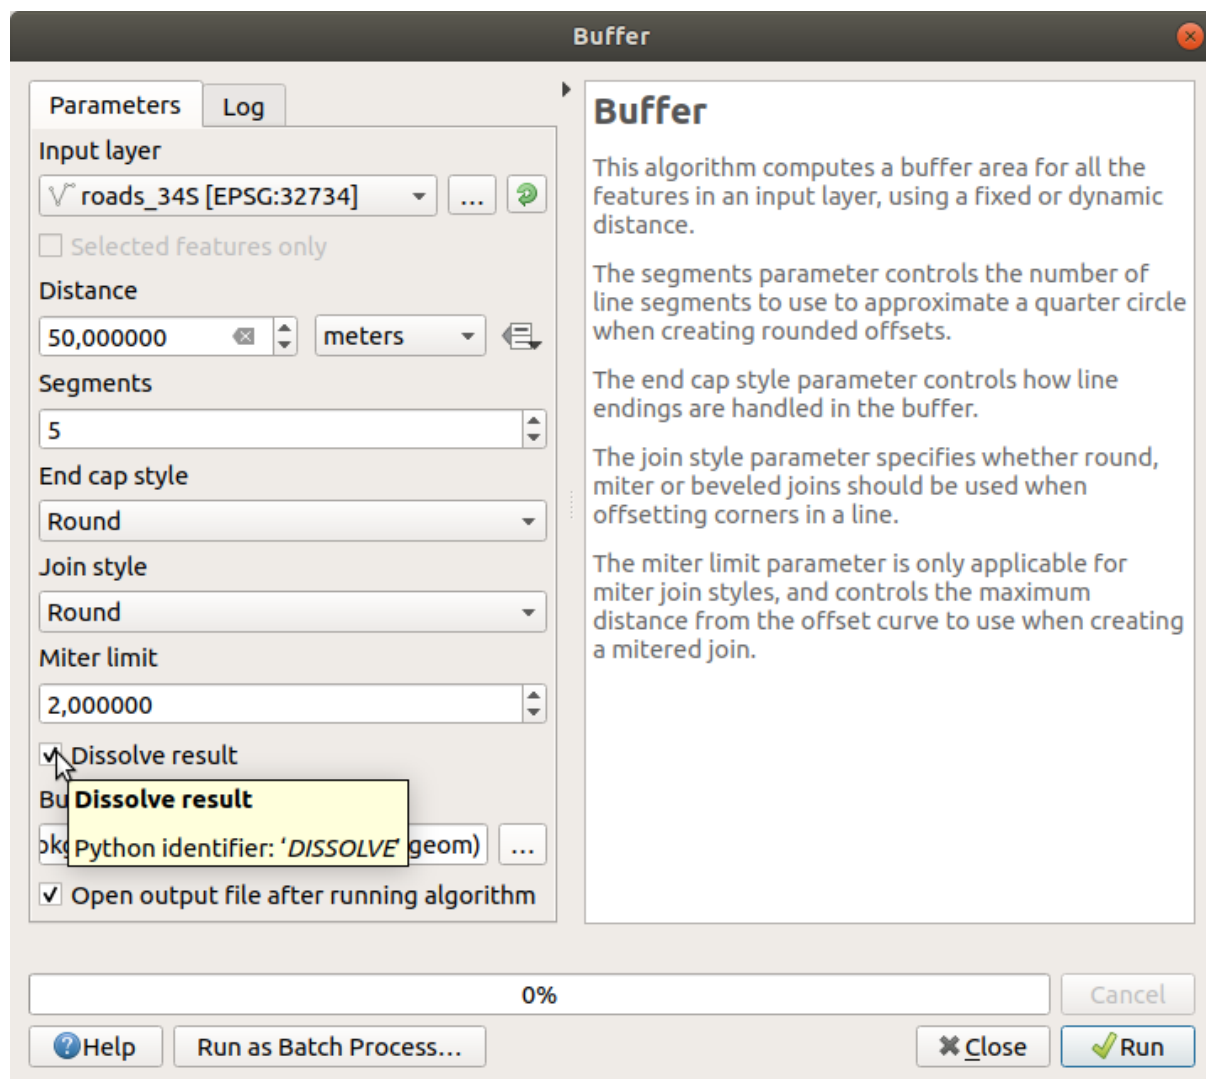 Buffer
Parameters
Log
Input layer
roads_34S [EPSG:32734]
...
Selected features only
Distance
50,000000
meters
Segments
5
End cap style
Round
Join style
Round
Miter limit
2,000000
Dissolve result
Dissolve result
Python identifier: ‘DISSOLVE’
geom)
...
Open output file after running algorithm
Buffer
This algorithm computes a buffer area for all the
features in an input layer, using a fixed or dynamic
distance.
The segments parameter controls the number of
line segments to use to approximate a quarter circle
when creating rounded offsets.
The end cap style parameter controls how line
endings are handled in the buffer.
The join style parameter specifies whether round,
miter or beveled joins should be used when
offsetting corners in a line.
The miter limit parameter is only applicable for
miter join styles, and controls the maximum
distance from the offset curve to use when creating
a mitered join.
0%
Cancel
Help
Run as Batch Process...
Close
Run